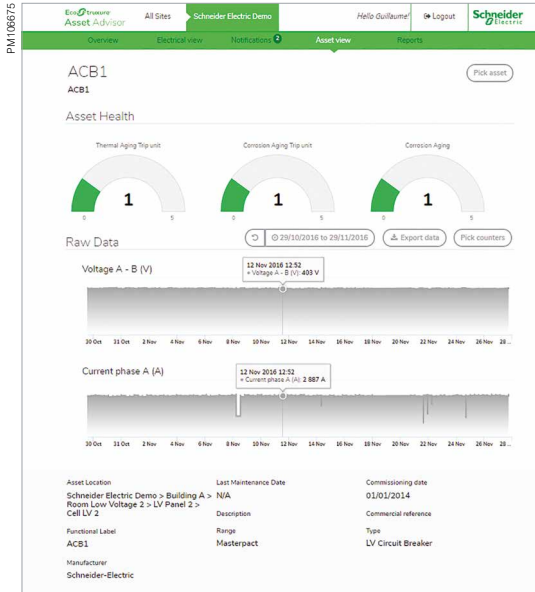 PM106675
EcoStruxure
Asset Advisor
All Sites
Schneider Electric Demo
Hello Guillaume!
Logout
Schneider
Electric
Overview
Electrical view
Notifications 2
Asset view
Reports
ACB1
Pick asset
ACB1
Asset Health
Thermal Aging Trip unit
Corrosion Aging Trip unit
Corrosion Aging
1
1
1
0 5
0 5
0 5
Raw Data
29/10/2016 to 29/11/2016
Export data
Pick counters
Voltage A - B (V)
12 Nov 2016 12:52
Voltage A - B (V): 403 V
30 Oct 31 Oct 2 Nov 4 Nov 6 Nov 8 Nov 10 Nov 12 Nov 14 Nov 16 Nov 18 Nov 20 Nov 22 Nov 24 Nov 26 Nov 28 ...
Current phase A (A)
12 Nov 2016 12:52
Current phase A (A): 2 887 A
30 Oct 31 Oct 2 Nov 4 Nov 6 Nov 8 Nov 10 Nov 12 Nov 14 Nov 16 Nov 18 Nov 20 Nov 22 Nov 24 Nov 26 Nov 28 ...
Asset Location
Schneider Electric Demo > Building A >
Room Low Voltage 2 > LV Panel 2 >
Cell LV 2
Last Maintenance Date
N/A
Commissioning date
01/01/2014
Description
Commercial reference
Functional Label
ACB1
Range
Masterpact
Type
LV Circuit Breaker
Manufacturer
Schneider-Electric